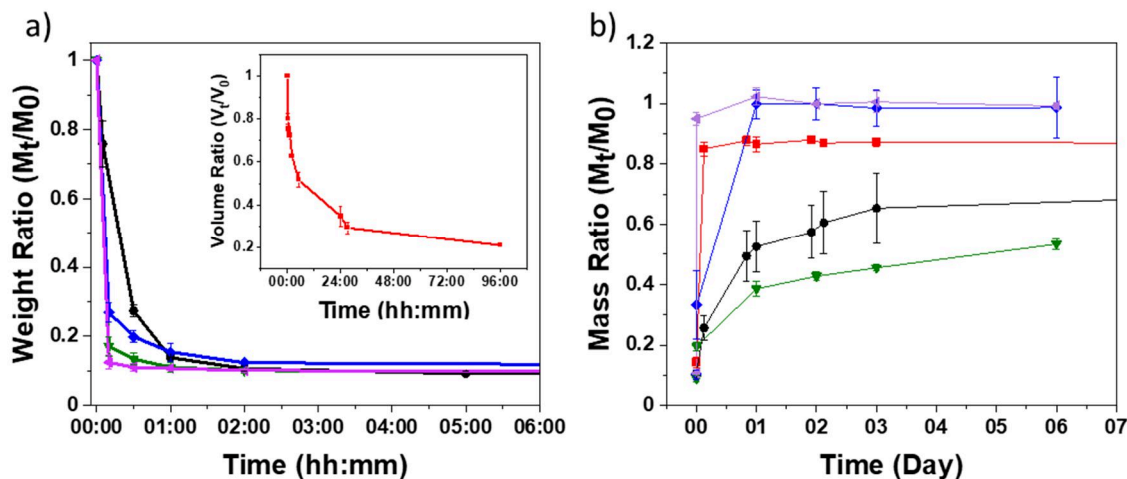 a)
Weight Ratio (Mt/M0)
1
0.8
0.6
0.4
0.2
0
00:00 01:00 02:00 03:00 04:00 05:00 06:00
Time (hh:mm)
Volume Ratio (Vt/V0)
1
0.8
0.6
0.4
0.2
00:00 24:00 48:00 72:00 96:00
Time (hh:mm)
b)
Mass Ratio (Mt/M0)
1.2
1
0.8
0.6
0.4
0.2
0
00 01 02 03 04 05 06 07
Time (Day)